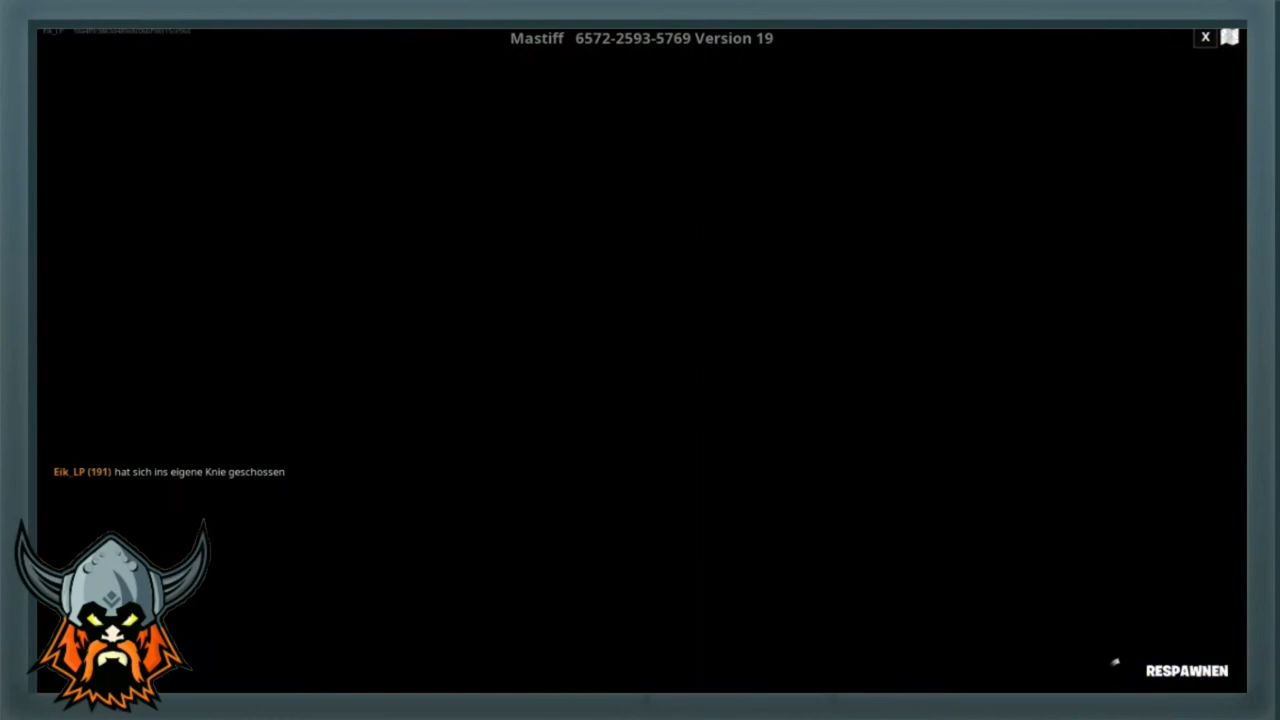 Mastiff 6572-2593-5769 Version 19
X
Eik_LP (191) hat sich ins eigene Knie geschossen
RESPAWNEN